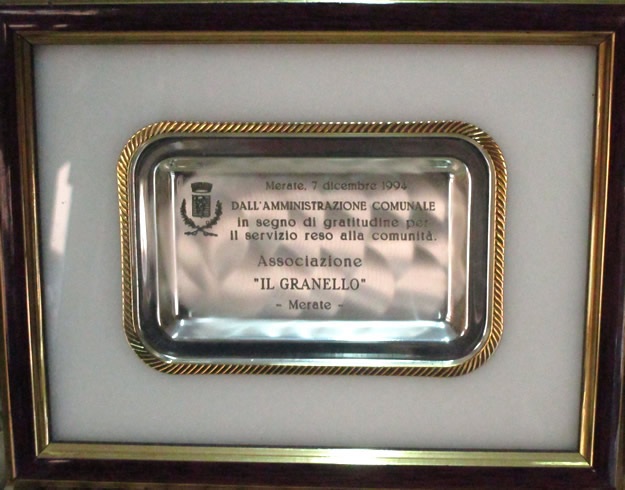 Merate, 7 dicembre 1994
DALL'AMMINISTRAZIONE COMUNALE
in segno di gratitudine per
il servizio reso alla comunità.
Associazione
"IL GRANELLO"
- Merate -